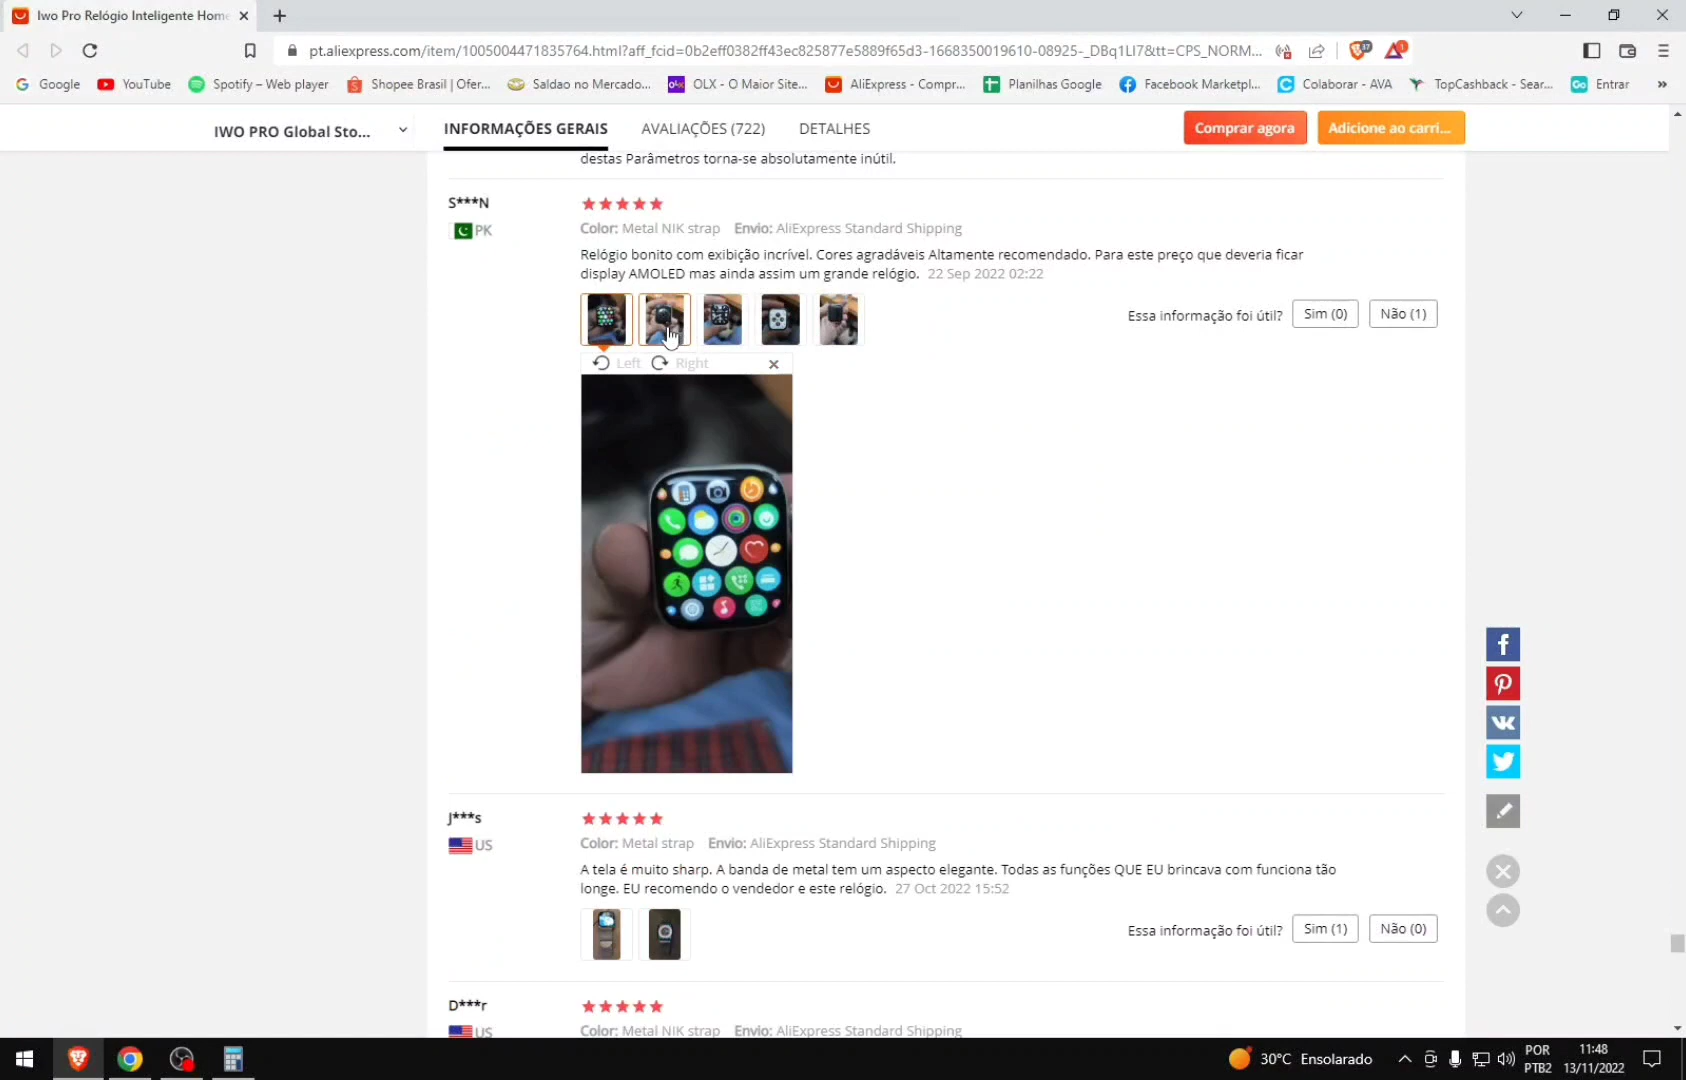 Iwo Pro Relógio Inteligente Home
pt.aliexpress.com/item/1005004471835764.html?aff_fcid=0b2eff0382ff43ec825877e5889f65d3-1668350019610-08925-_DBq1LI7&tt=CPS_NORM...
37
1
Google
YouTube
Spotify – Web player
Shopee Brasil | Ofer...
Saldao no Mercado...
OLX - O Maior Site...
AliExpress - Compr...
Planilhas Google
Facebook Marketpl...
Colaborar - AVA
TopCashback - Sear...
Entrar
»
IWO PRO Global Sto...
INFORMAÇÕES GERAIS
AVALIAÇÕES (722)
DETALHES
Comprar agora
Adicione ao carri...
destas Parâmetros torna-se absolutamente inútil.
S***N
PK
Color: Metal NIK strap Envio: AliExpress Standard Shipping
Relógio bonito com exibição incrível. Cores agradáveis Altamente recomendado. Para este preço que deveria ficar
display AMOLED mas ainda assim um grande relógio. 22 Sep 2022 02:22
Essa informação foi útil? Sim (0) Não (1)
Left Right
J***s
US
Color: Metal strap Envio: AliExpress Standard Shipping
A tela é muito sharp. A banda de metal tem um aspecto elegante. Todas as funções QUE EU brincava com funciona tão
longe. EU recomendo o vendedor e este relógio. 27 Oct 2022 15:52
Essa informação foi útil? Sim (1) Não (0)
D***r
US
Color: Metal NIK strap Envio: AliExpress Standard Shipping
30°C Ensolarado
POR
PTB2
11:48
13/11/2022